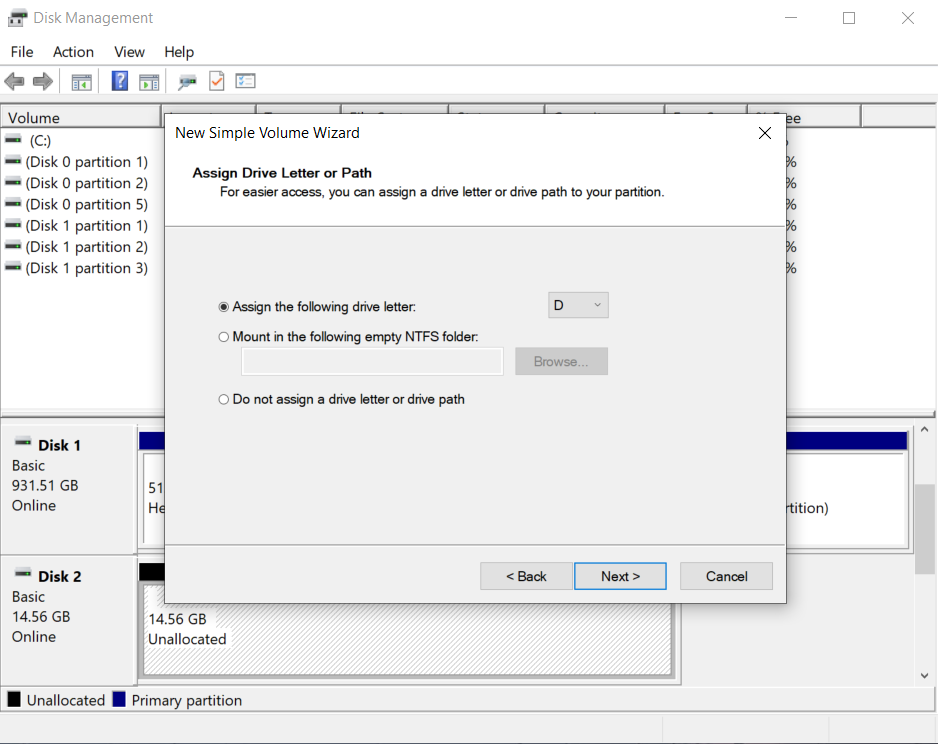 Disk Management
File Action View Help
Volume
(C:)
(Disk 0 partition 1)
(Disk 0 partition 2)
(Disk 0 partition 5)
(Disk 1 partition 1)
(Disk 1 partition 2)
(Disk 1 partition 3)
%
%
%
%
%
%
New Simple Volume Wizard
Assign Drive Letter or Path
For easier access, you can assign a drive letter or drive path to your partition.
Assign the following drive letter: D
Mount in the following empty NTFS folder:
Browse...
Do not assign a drive letter or drive path
< Back Next > Cancel
Disk 1
Basic
931.51 GB
Online
51
He
rtition)
Disk 2
Basic
14.56 GB
Online
14.56 GB
Unallocated
Unallocated Primary partition